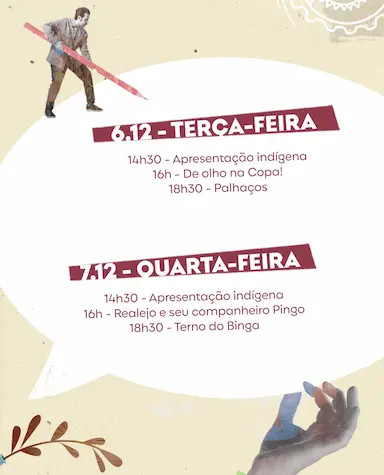 6.12 - TERÇA-FEIRA
14h30 - Apresentação indígena
16h - De olho na Copa!
18h30 - Palhaços
7.12 - QUARTA-FEIRA
14h30 - Apresentação indígena
16h - Realejo e seu companheiro Pingo
18h30 - Terno do Binga